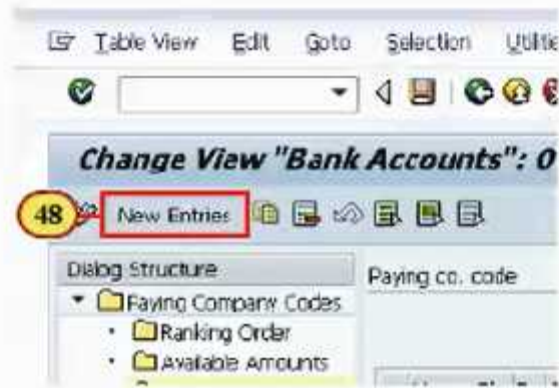 Table View Edit Goto Selection
Change View "Bank Accounts": O
48 New Entries
Dialog Structure
Paying co. code
Paying Company Codes
Ranking Order
Available Amounts